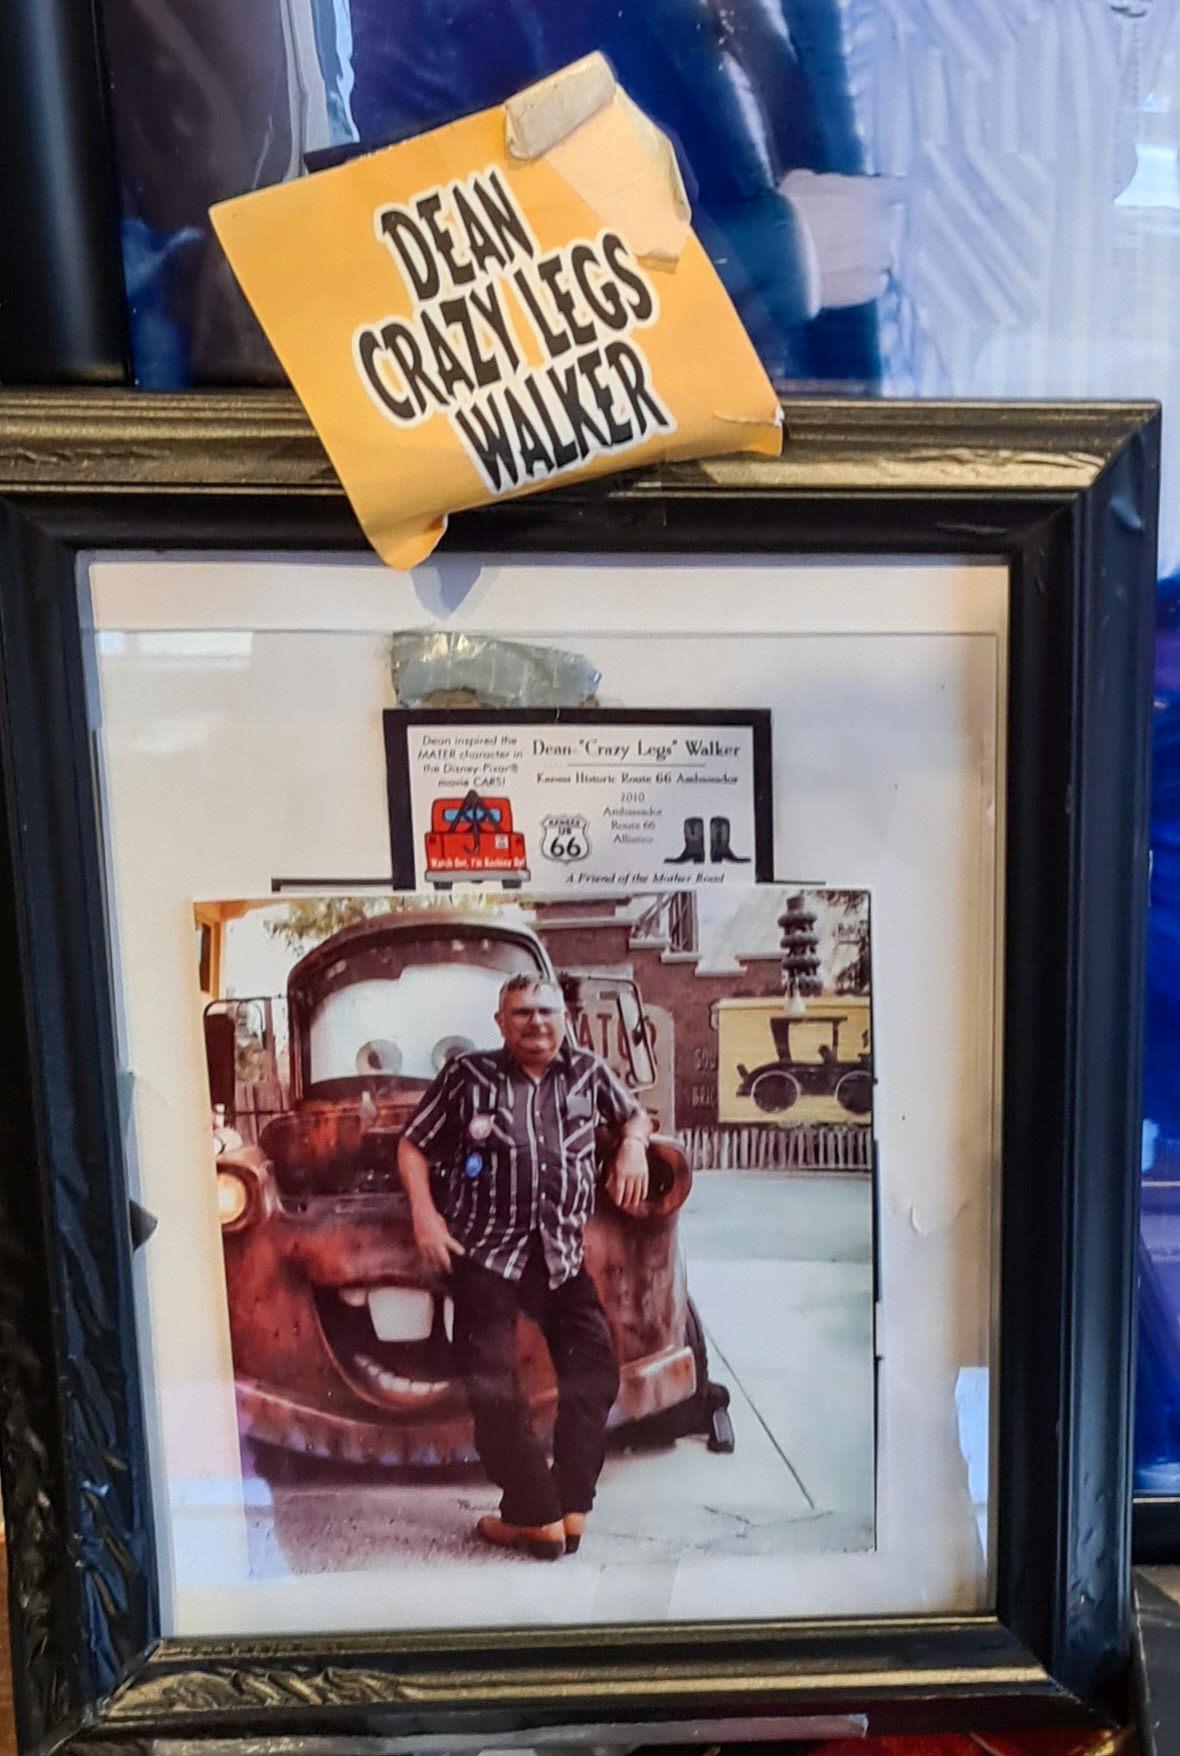 DEAN
CRAZY LEGS
WALKER
Dean inspired the
MATER character in
the Disney·Pixar®
movie CARS!
Watch Out, I'm Backing Up!
Dean-"Crazy Legs" Walker
Kansas Historic Route 66 Ambassador
2010
Ambassador
Route 66
Alliance
KANSAS
US
66
A Friend of the Mother Road
ATO